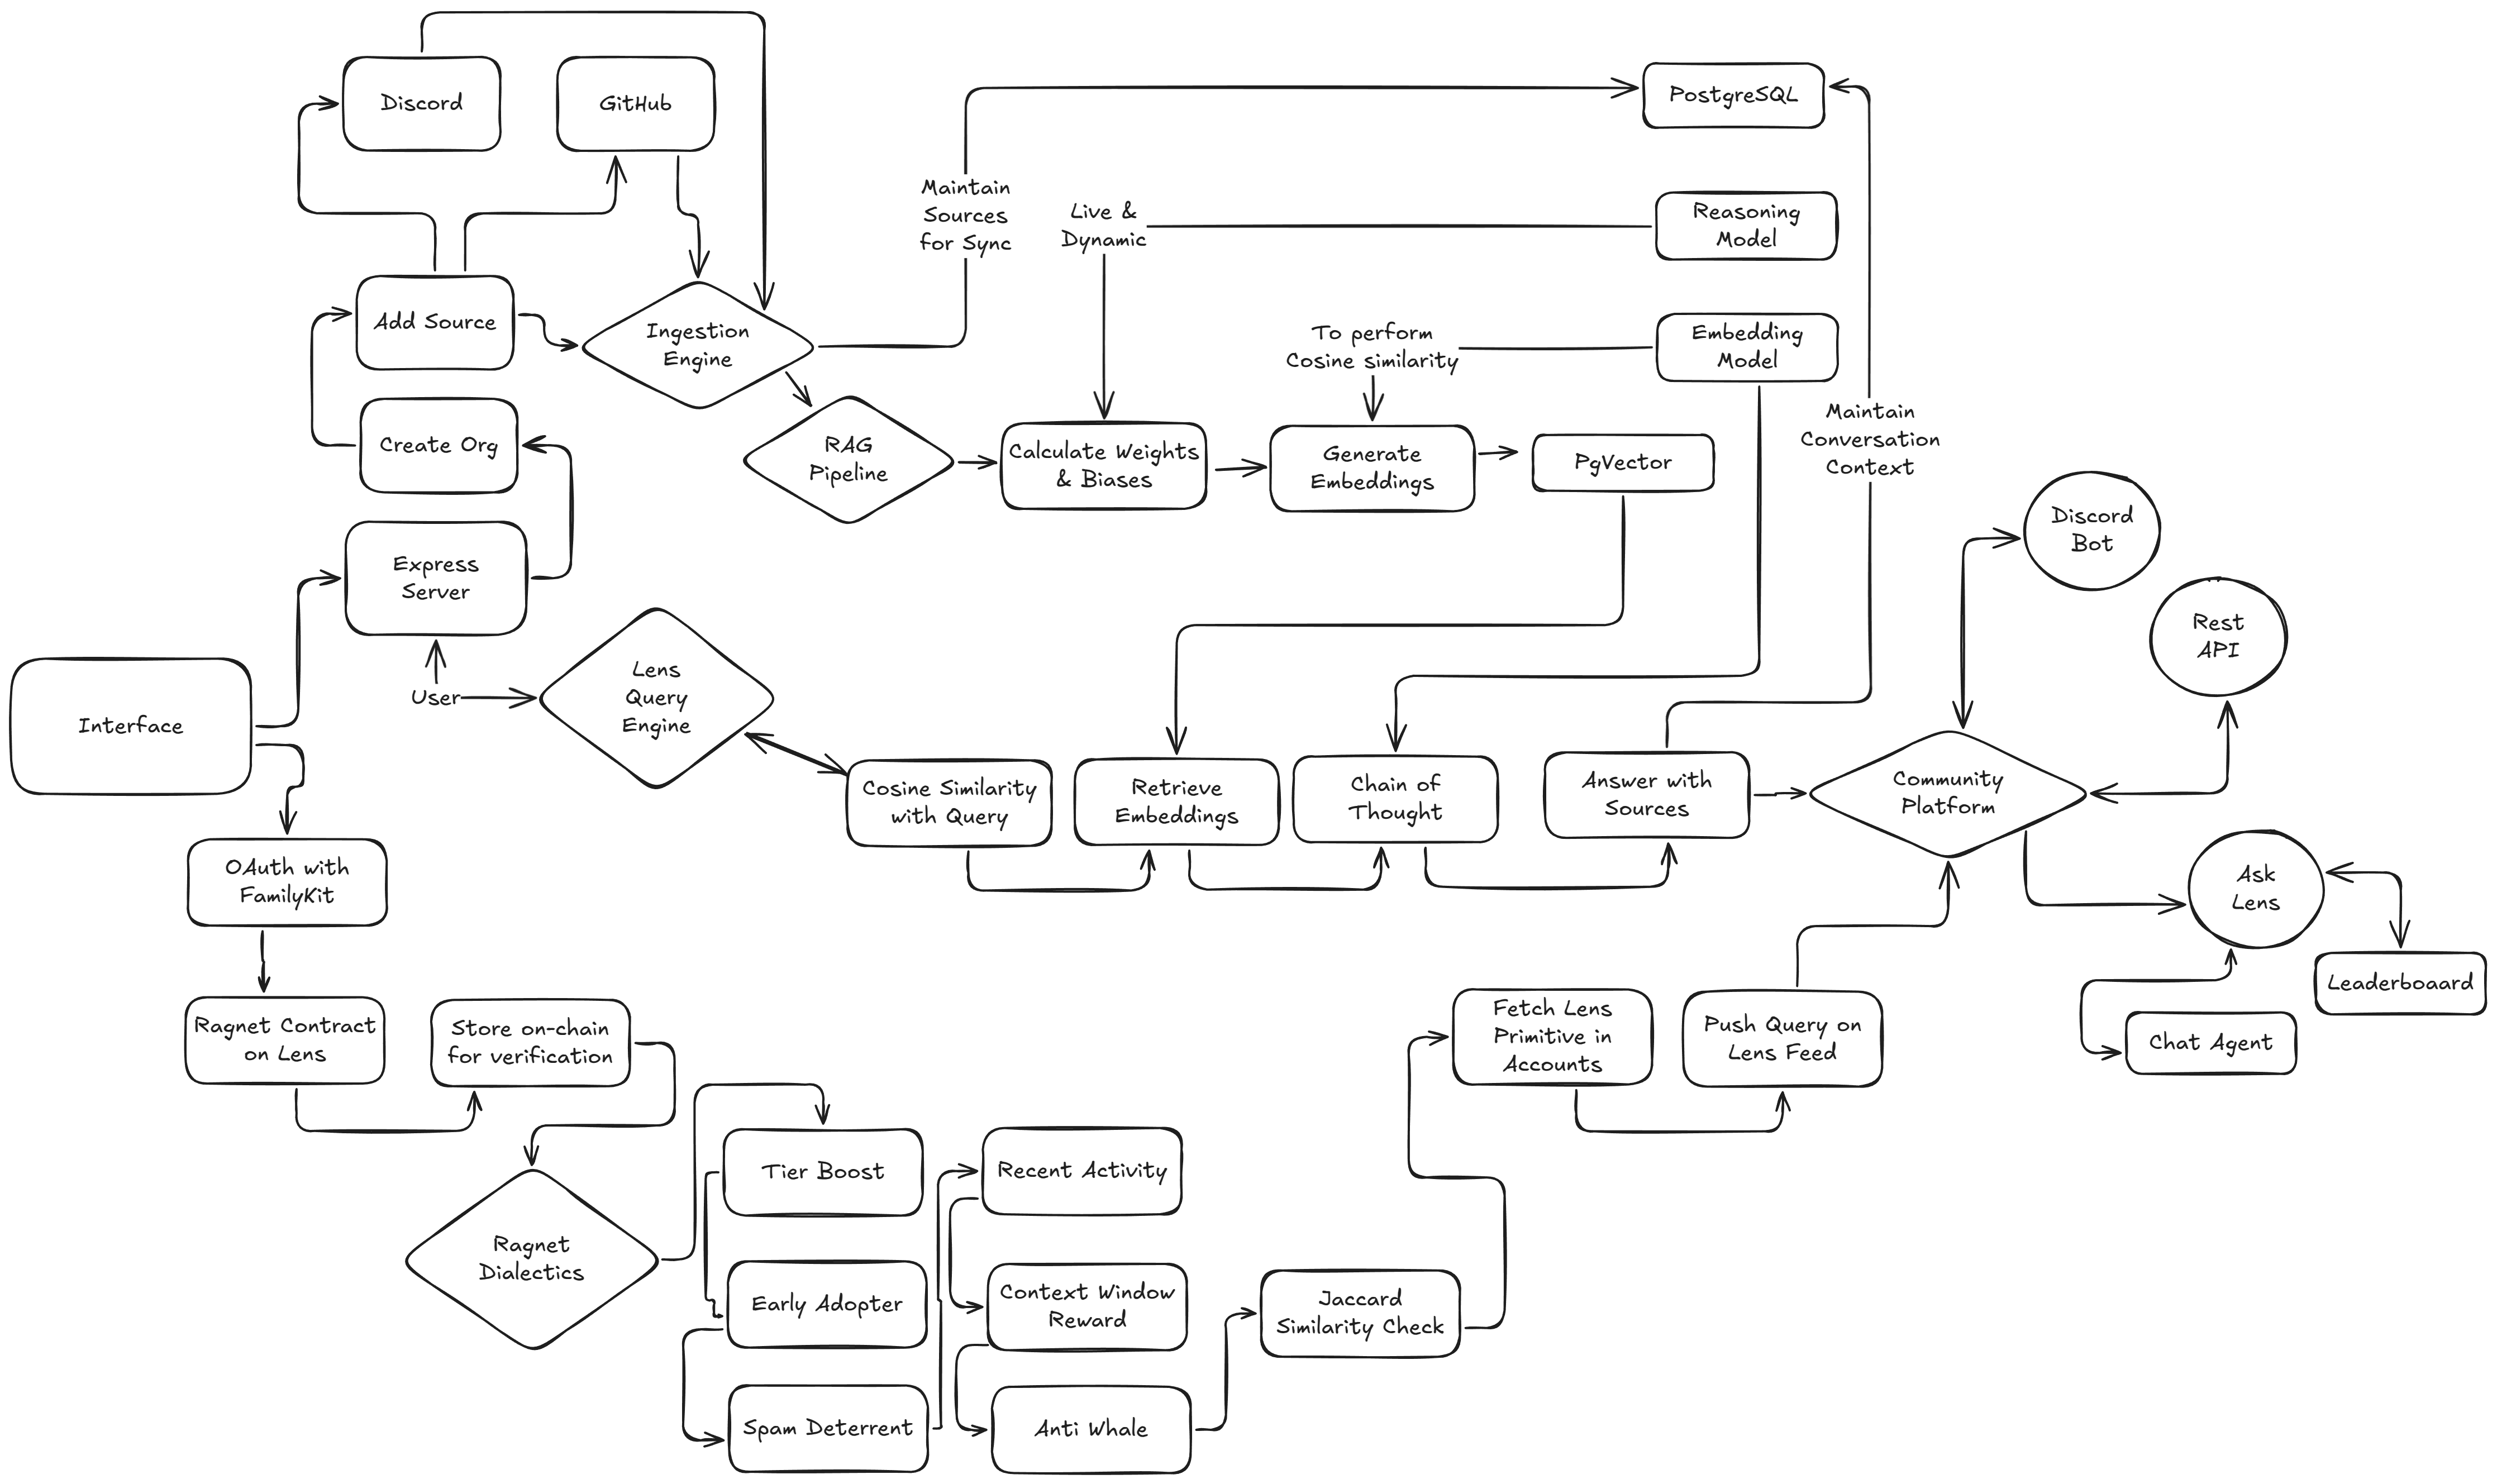 Discord
GitHub
PostgreSQL
Maintain
Sources
for Sync
Live &
Dynamic
Reasoning
Model
Add Source
Ingestion
Engine
To perform
Cosine similarity
Embedding
Model
Create Org
RAG
Pipeline
Calculate Weights
& Biases
Generate
Embeddings
PgVector
Maintain
Conversation
Context
Discord
Bot
Express
Server
Rest
API
Interface
User
Lens
Query
Engine
Cosine Similarity
with Query
Retrieve
Embeddings
Chain of
Thought
Answer with
Sources
Community
Platform
OAuth with
FamilyKit
Ask
Lens
Leaderboaard
Chat Agent
Ragnet Contract
on Lens
Store on-chain
for verification
Fetch Lens
Primitive in
Accounts
Push Query on
Lens Feed
Tier Boost
Recent Activity
Ragnet
Dialectics
Early Adopter
Context Window
Reward
Jaccard
Similarity Check
Spam Deterrent
Anti Whale